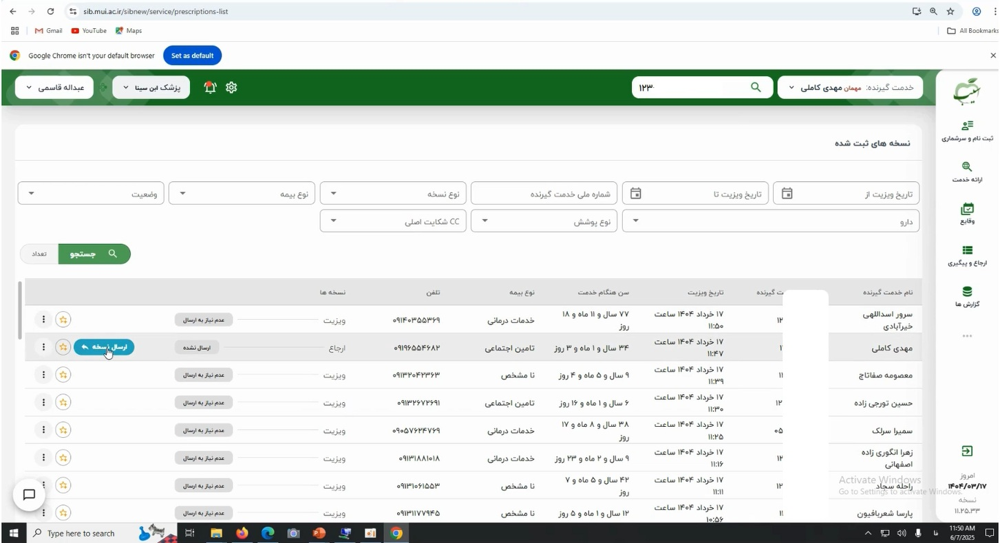 sib.mui.ac.ir/sibnew/service/prescriptions-list
Gmail YouTube Maps All Bookmarks
Google Chrome isn't your default browser Set as default
خدمت گیرنده: مهمان مهدی کاملی
۱۲۳۰
پزشک ابن سینا
عبداله قاسمی
سیب
ثبت نام و سرشماری
ارائه خدمت
وقایع
ارجاع و پیگیری
گزارش ها
نسخه های ثبت شده
تاریخ ویزیت از تاریخ ویزیت تا شماره ملی خدمت گیرنده نوع نسخه نوع بیمه وضعیت
دارو نوع پوشش CC شکایت اصلی
جستجو تعداد
نام خدمت گیرنده گیرنده تاریخ ویزیت سن هنگام خدمت نوع بیمه تلفن نسخه ها
سرور اسداللهی خیرآبادی ۱۲ ۱۷ خرداد ۱۴۰۴ ساعت ۱۱:۵۰ ۷۷ سال و ۱۱ ماه و ۱۸ روز خدمات درمانی ۰۹۱۴۰۳۵۵۳۶۹ ویزیت عدم نیاز به ارسال
مهدی کاملی ۱۷ خرداد ۱۴۰۴ ساعت ۱۱:۴۷ ۳۴ سال و ۱ ماه و ۳ روز تامین اجتماعی ۰۹۱۹۶۵۵۴۶۸۲ ارجاع ارسال نشده ارسال نسخه
معصومه صفاتاج ۱۱ ۱۷ خرداد ۱۴۰۴ ساعت ۱۱:۳۹ ۹ سال و ۵ ماه و ۴ روز نا مشخص ۰۹۱۳۲۰۴۲۳۶۳ ویزیت عدم نیاز به ارسال
حسین تورجی زاده ۱۲ ۱۷ خرداد ۱۴۰۴ ساعت ۱۱:۳۰ ۶ سال و ۱ ماه و ۱۶ روز تامین اجتماعی ۰۹۱۳۲۶۷۲۶۹۱ ویزیت عدم نیاز به ارسال
سمیرا سرلک ۰۵ ۱۷ خرداد ۱۴۰۴ ساعت ۱۱:۲۵ ۳۸ سال و ۸ ماه و ۱۷ روز خدمات درمانی ۰۹۰۵۷۶۲۴۷۶۹ ویزیت عدم نیاز به ارسال
زهرا انگوری زاده اصفهانی ۱۲ ۱۷ خرداد ۱۴۰۴ ساعت ۱۱:۱۶ ۹ سال و ۲ ماه و ۲۳ روز خدمات درمانی ۰۹۱۳۱۸۸۱۰۱۸ ویزیت عدم نیاز به ارسال
راحله سجاد ۱۲ ۱۷ خرداد ۱۴۰۴ ساعت ۱۱:۱۱ ۴۲ سال و ۵ ماه و ۷ روز نا مشخص ۰۹۱۳۱۰۶۱۵۵۳ ویزیت عدم نیاز به ارسال
پارسا شعربافیون ۱۱ ۱۷ خرداد ۱۴۰۴ ساعت ۱۰:۵۶ ۱۲ سال و ۱ ماه و ۵ روز نا مشخص ۰۹۱۳۱۱۷۷۹۴۵ ویزیت عدم نیاز به ارسال
Activate Windows
Go to Settings to activate Windows.
امروز
۱۴۰۴/۰۳/۱۷
نسخه
۱۱.۲۵.۳۳
Type here to search
فا
11:50 AM
6/7/2025